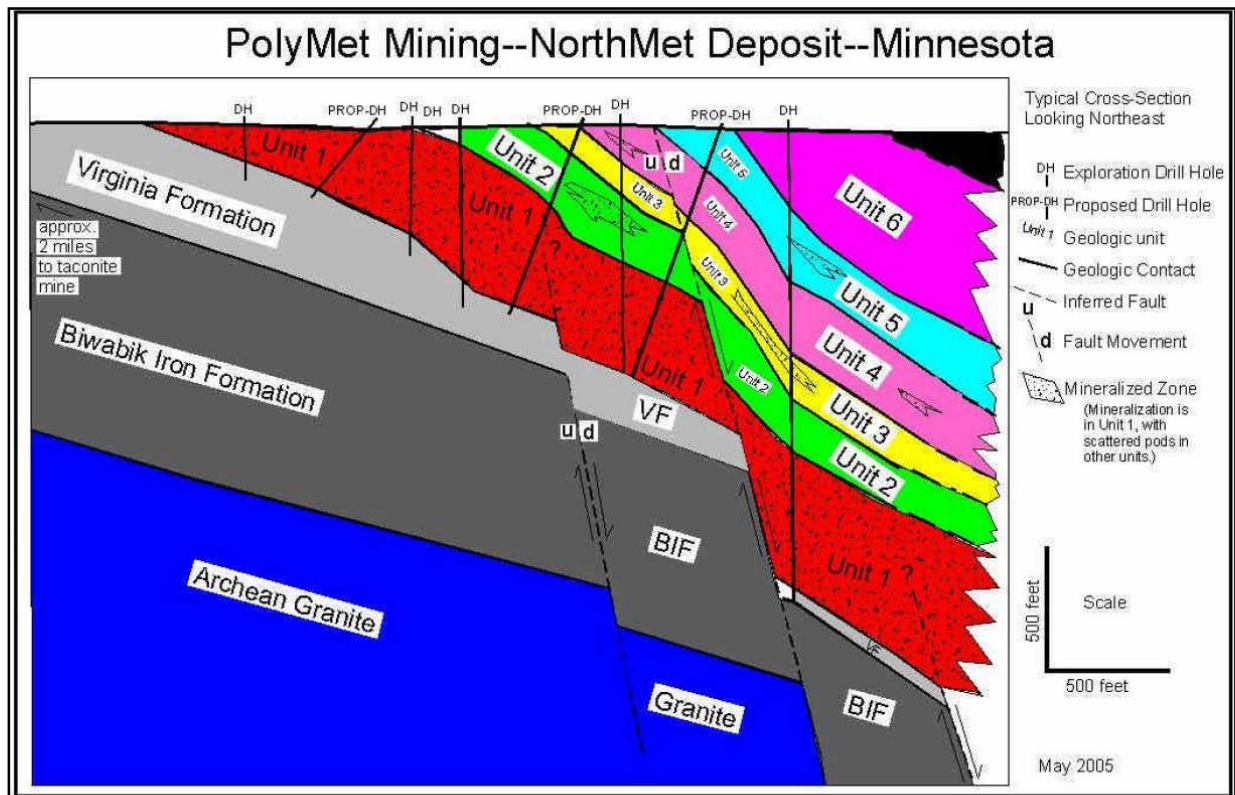 PolyMet Mining--NorthMet Deposit--Minnesota
DH
PROP-DH
DH
DH
DH
PROP-DH
DH
PROP-DH
DH
Typical Cross-Section
Looking Northeast
DH
Exploration Drill Hole
PROP-DH
Proposed Drill Hole
Unit 1
Geologic unit
Geologic Contact
Inferred Fault
u
d
Fault Movement
Mineralized Zone
(Mineralization is
in Unit 1, with
scattered pods in
other units.)
Unit 1
Unit 2
u d
Unit 5
Unit 6
Virginia Formation
Unit 3
Unit 4
Unit 1
?
approx.
2 miles
to taconite
mine
Unit 3
Unit 5
Biwabik Iron Formation
Unit 1
Unit 2
Unit 4
VF
Unit 3
u d
Unit 2
BIF
Unit 1 ?
Archean Granite
VF
Granite
BIF
500 feet
Scale
500 feet
May 2005